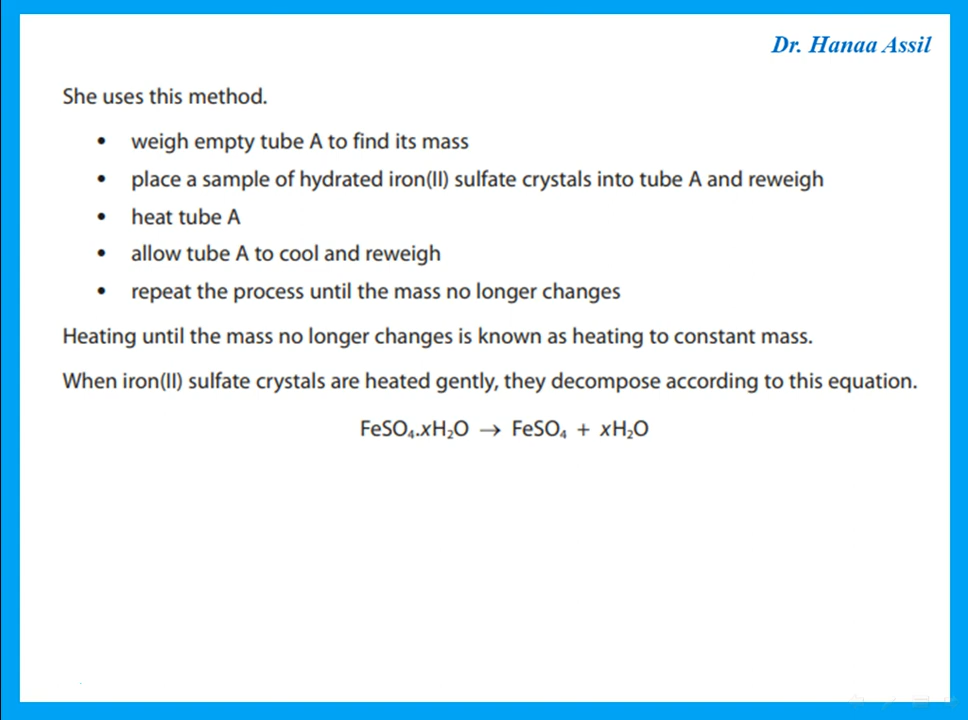 Dr. Hanaa Assil
She uses this method.
• weigh empty tube A to find its mass
• place a sample of hydrated iron(II) sulfate crystals into tube A and reweigh
• heat tube A
• allow tube A to cool and reweigh
• repeat the process until the mass no longer changes
Heating until the mass no longer changes is known as heating to constant mass.
When iron(II) sulfate crystals are heated gently, they decompose according to this equation.
FeSO₄.xH₂O → FeSO₄ + xH₂O